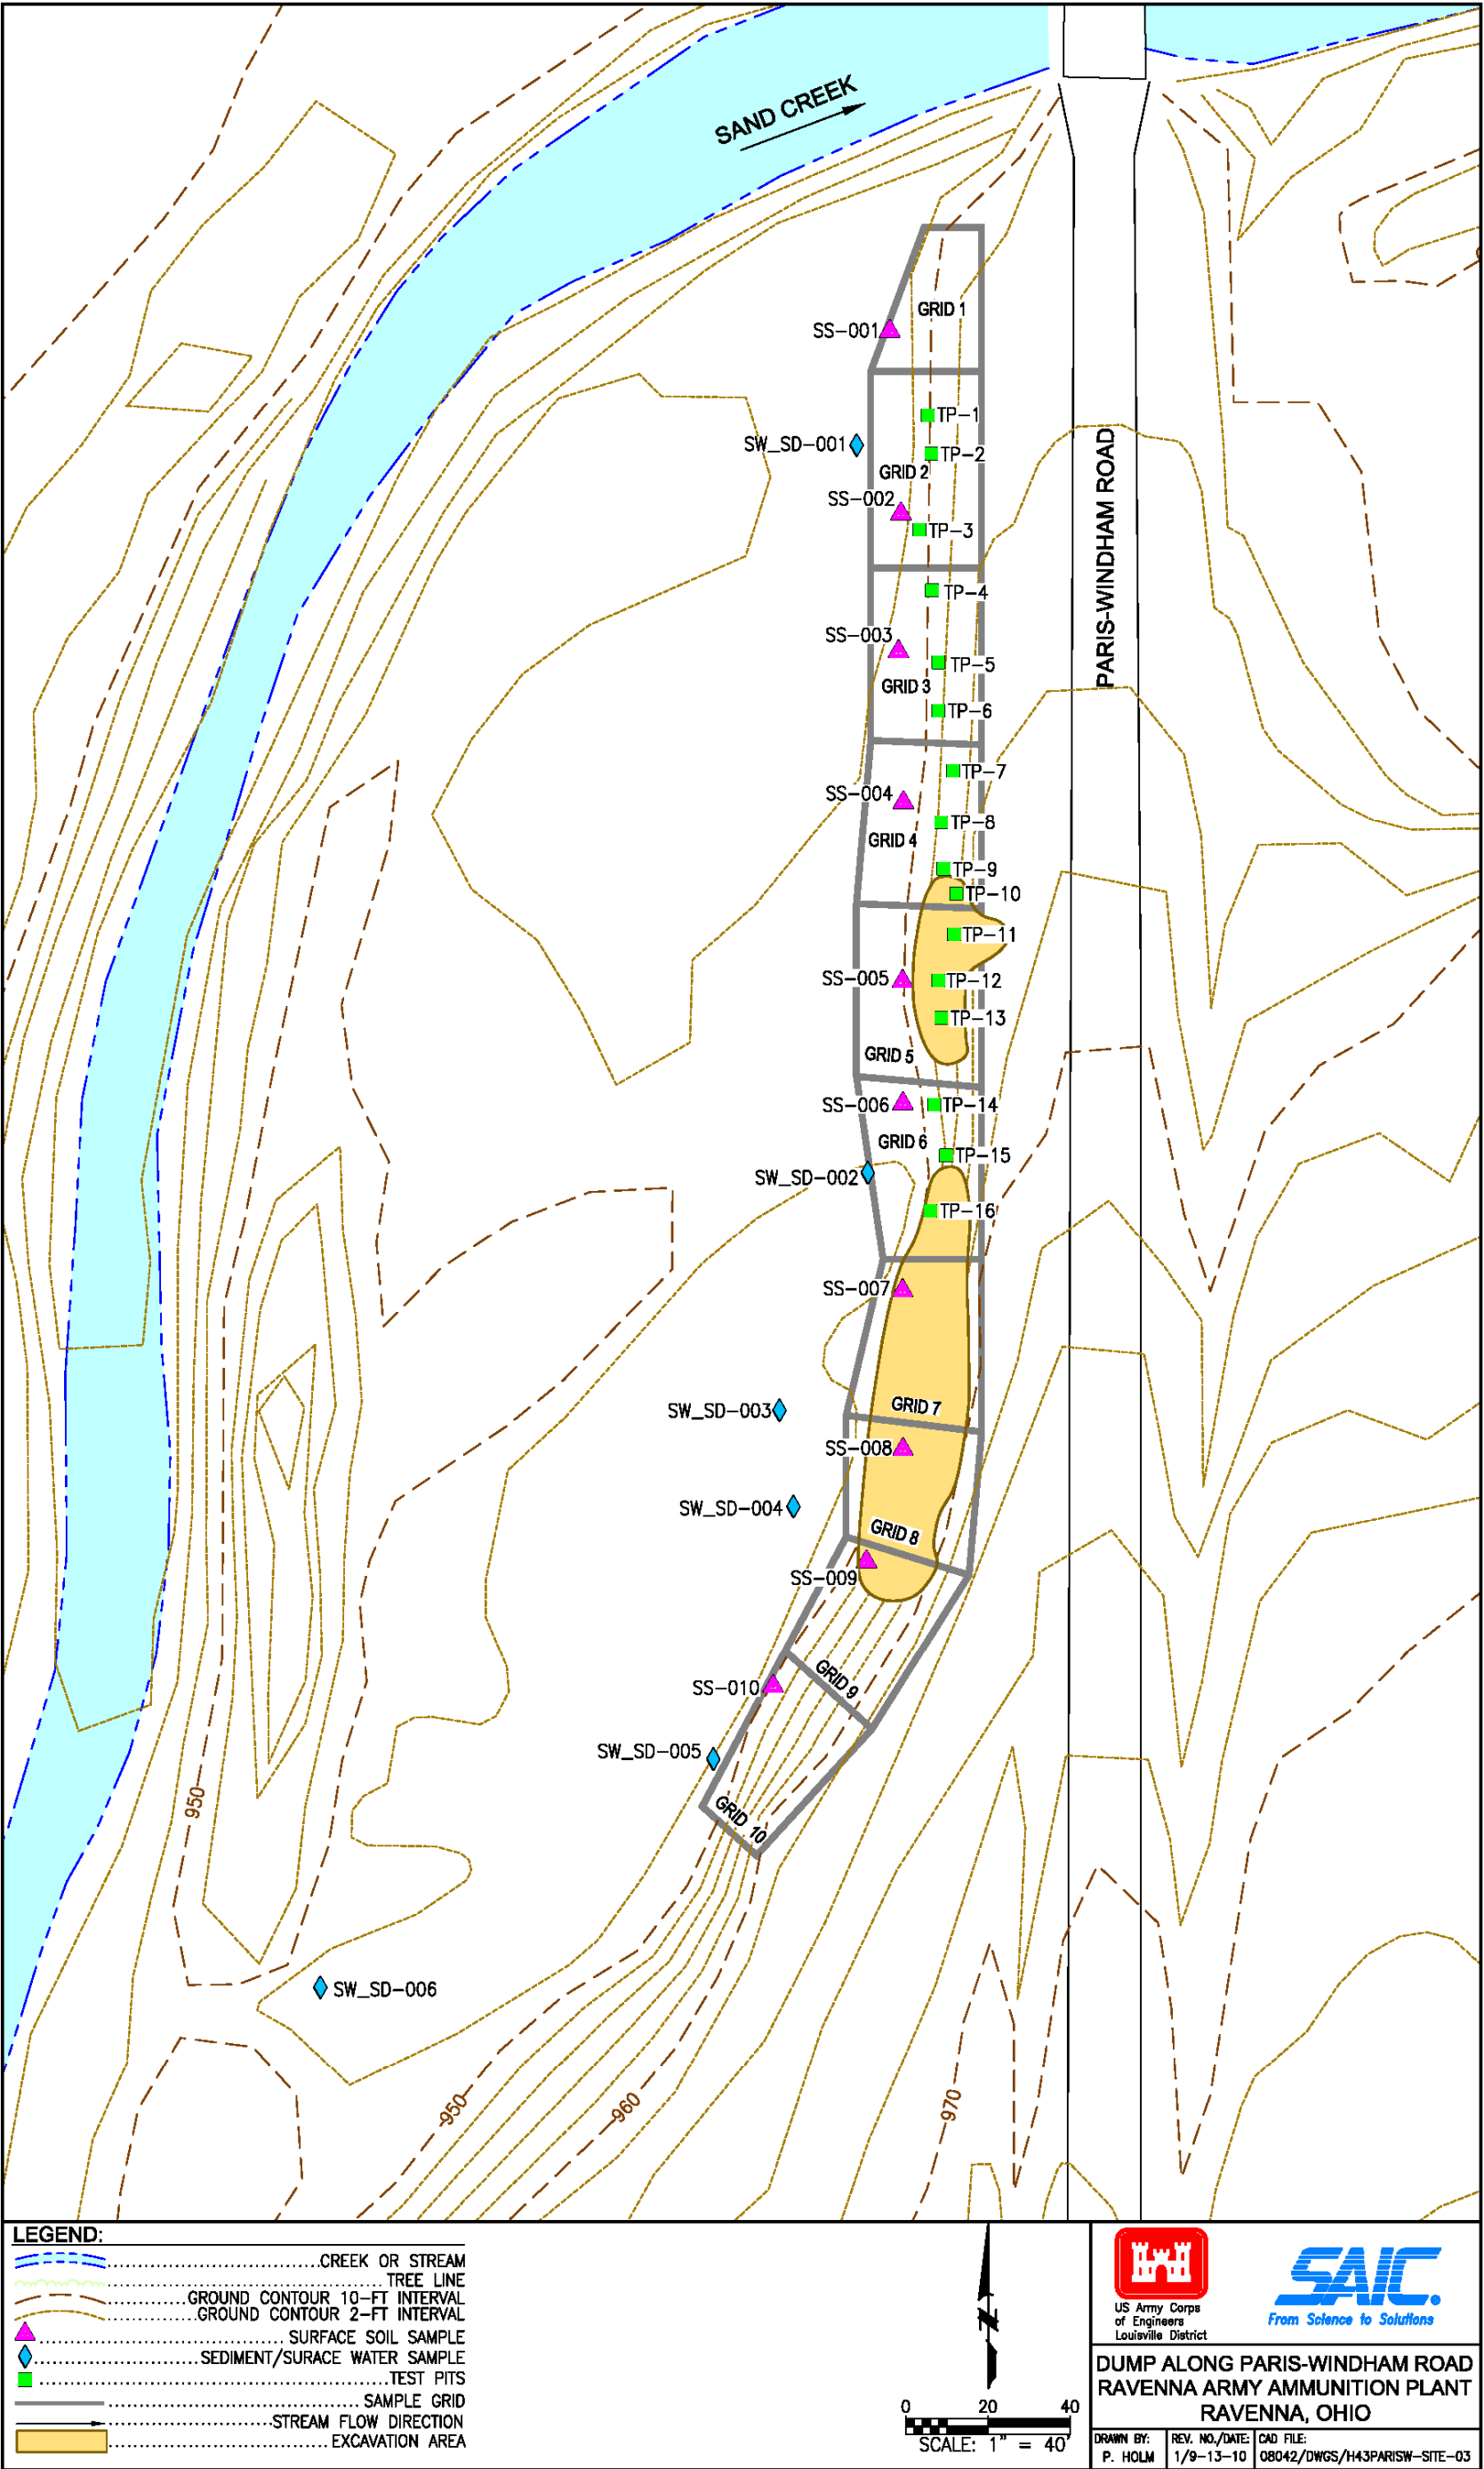 SAND CREEK
GRID 1
SS-001
TP-1
SW_SD-001
TP-2
GRID 2
SS-002
TP-3
PARIS-WINDHAM ROAD
TP-4
SS-003
TP-5
GRID 3
TP-6
TP-7
SS-004
TP-8
GRID 4
TP-9
TP-10
TP-11
SS-005
TP-12
TP-13
GRID 5
SS-006
TP-14
GRID 6
TP-15
SW_SD-002
TP-16
SS-007
GRID 7
SW_SD-003
SS-008
SW_SD-004
GRID 8
SS-009
GRID 9
SS-010
SW_SD-005
950
GRID 10
SW_SD-006
950
960
970
LEGEND:
CREEK OR STREAM
TREE LINE
GROUND CONTOUR 10-FT INTERVAL
GROUND CONTOUR 2-FT INTERVAL
SURFACE SOIL SAMPLE
SEDIMENT/SURACE WATER SAMPLE
TEST PITS
SAMPLE GRID
STREAM FLOW DIRECTION
EXCAVATION AREA
0 20 40
SCALE: 1" = 40'
US Army Corps
of Engineers
Louisville District
SAIC.
From Science to Solutions
DUMP ALONG PARIS-WINDHAM ROAD
RAVENNA ARMY AMMUNITION PLANT
RAVENNA, OHIO
DRAWN BY:
P. HOLM
REV. NO./DATE:
1/9-13-10
CAD FILE:
08042/DWGS/H43PARISW-SITE-03